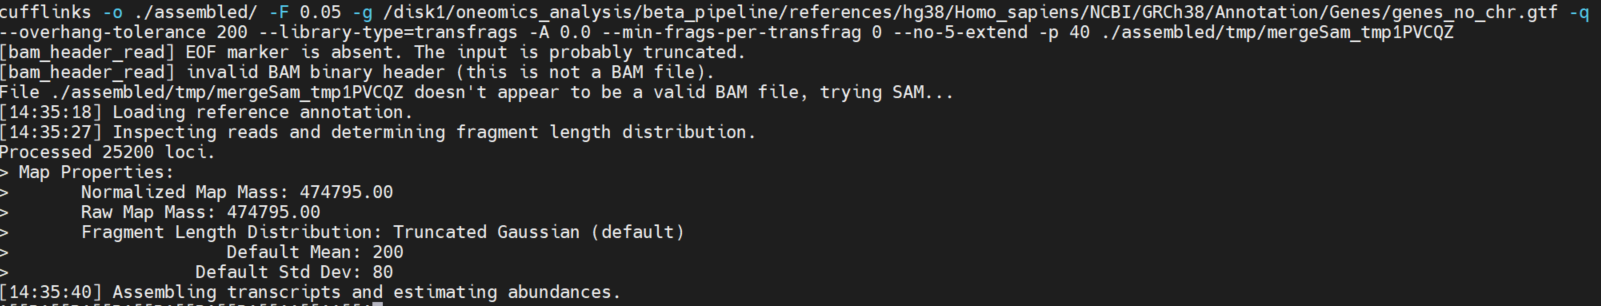 cufflinks -o ./assembled/ -F 0.05 -g /disk1/oneomics_analysis/beta_pipeline/references/hg38/Homo_sapiens/NCBI/GRCh38/Annotation/Genes/genes_no_chr.gtf -q
--overhang-tolerance 200 --library-type=transfrags -A 0.0 --min-frags-per-transfrag 0 --no-5-extend -p 40 ./assembled/tmp/mergeSam_tmp1PVCQZ
[bam_header_read] EOF marker is absent. The input is probably truncated.
[bam_header_read] invalid BAM binary header (this is not a BAM file).
File ./assembled/tmp/mergeSam_tmp1PVCQZ doesn't appear to be a valid BAM file, trying SAM...
[14:35:18] Loading reference annotation.
[14:35:27] Inspecting reads and determining fragment length distribution.
Processed 25200 loci.
> Map Properties:
> Normalized Map Mass: 474795.00
> Raw Map Mass: 474795.00
> Fragment Length Distribution: Truncated Gaussian (default)
> Default Mean: 200
> Default Std Dev: 80
[14:35:40] Assembling transcripts and estimating abundances.